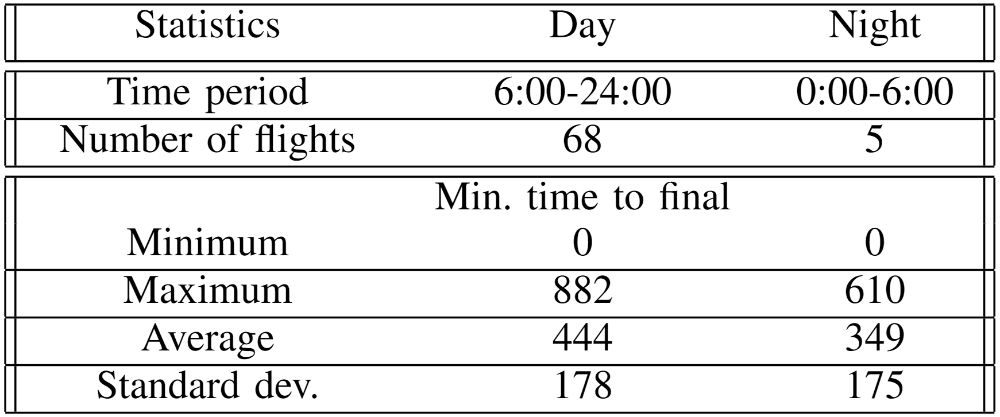 Statistics Day Night
Time period 6:00-24:00 0:00-6:00
Number of flights 68 5
Min. time to final
Minimum 0 0
Maximum 882 610
Average 444 349
Standard dev. 178 175